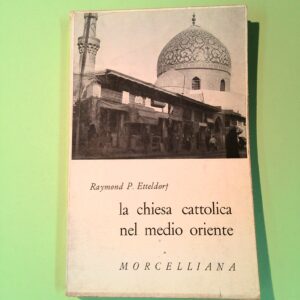 Raymond P. Etteldorf
la chiesa cattolica
nel medio oriente
MORCELLIANA